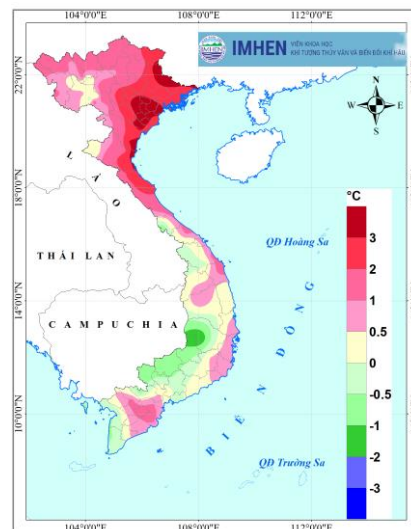 104°0'0"E 108°0'0"E 112°0'0"E
IMHEN
VIỆN KHOA HỌC
KHÍ TƯỢNG THỦY VĂN VÀ BIẾN ĐỔI KHÍ HẬU
22°0'0"N
N
W E
S
LÀO
18°0'0"N
°C
3
2
1
0.5
0
-0.5
-1
-2
-3
QĐ Hoàng Sa
THÁI LAN
14°0'0"N
CAMPUCHIA
BIỂN ĐÔNG
10°0'0"N
QĐ Trường Sa
104°0'0"E 108°0'0"E 112°0'0"E